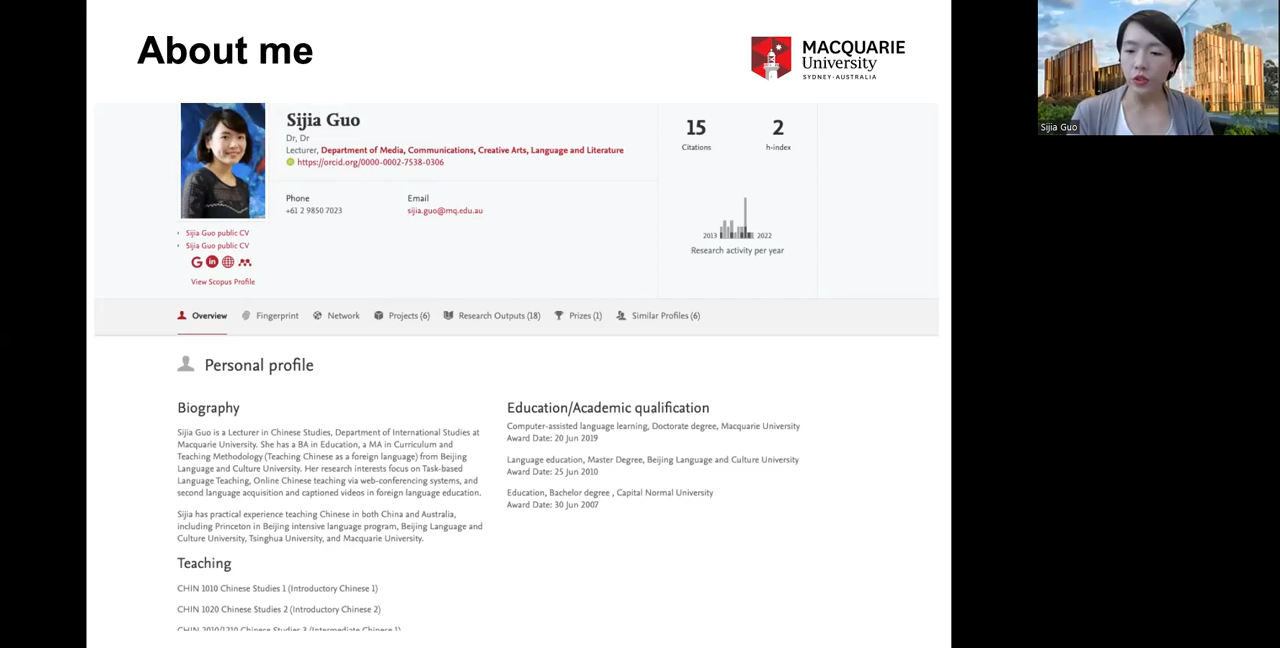 About me
MACQUARIE
University
SYDNEY·AUSTRALIA
Sijia Guo
Sijia Guo
Dr, Dr
Lecturer, Department of Media, Communications, Creative Arts, Language and Literature
https://orcid.org/0000-0002-7538-0306
Phone
+61 2 9850 7023
Email
sijia.guo@mq.edu.au
15
Citations
2
h-index
2013
2022
Research activity per year
Sijia Guo public CV
Sijia Guo public CV
View Scopus Profile
Overview
Fingerprint
Network
Projects (6)
Research Outputs (18)
Prizes (1)
Similar Profiles (6)
Personal profile
Biography
Sijia Guo is a Lecturer in Chinese Studies, Department of International Studies at
Macquarie University. She has a BA in Education, a MA in Curriculum and
Teaching Methodology (Teaching Chinese as a foreign language) from Beijing
Language and Culture University. Her research interests focus on Task-based
Language Teaching, Online Chinese teaching via web-conferencing systems, and
second language acquisition and captioned videos in foreign language education.
Sijia has practical experience teaching Chinese in both China and Australia,
including Princeton in Beijing intensive language program, Beijing Language and
Culture University, Tsinghua University, and Macquarie University.
Teaching
CHIN 1010 Chinese Studies 1 (Introductory Chinese 1)
CHIN 1020 Chinese Studies 2 (Introductory Chinese 2)
CHIN 2010/1210 Chinese Studies 3 (Intermediate Chinese 1)
Education/Academic qualification
Computer-assisted language learning, Doctorate degree, Macquarie University
Award Date: 20 Jun 2019
Language education, Master Degree, Beijing Language and Culture University
Award Date: 25 Jun 2010
Education, Bachelor degree , Capital Normal University
Award Date: 30 Jun 2007